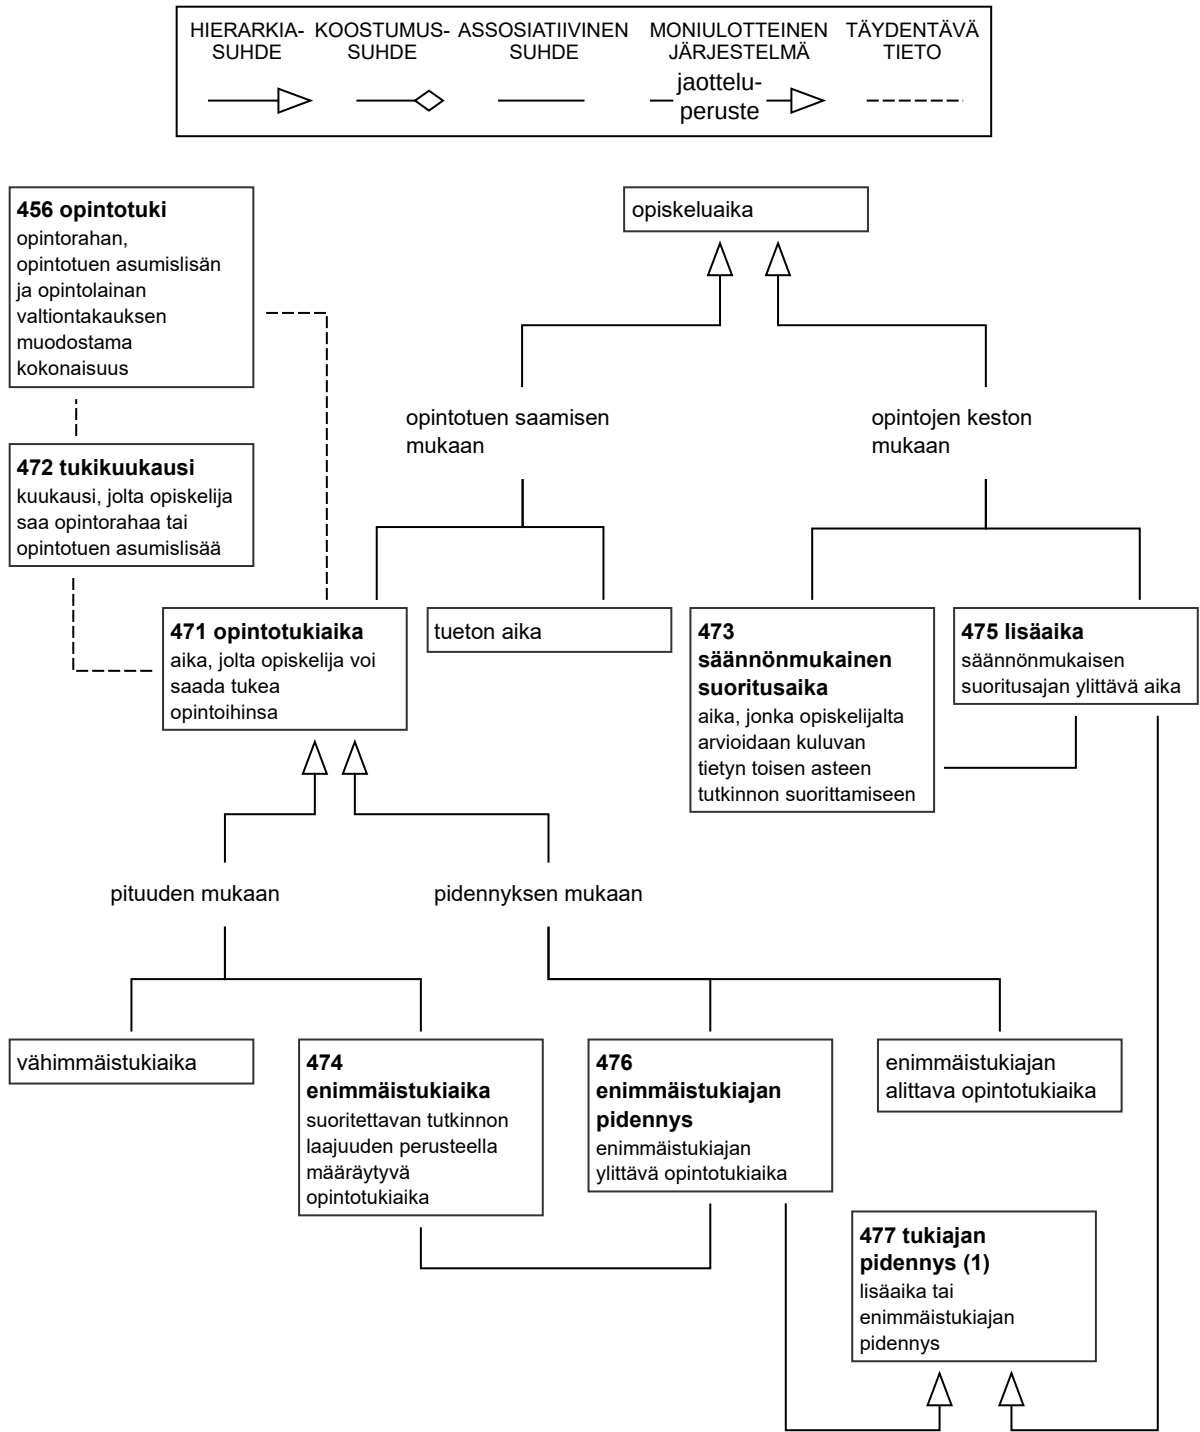 HIERARKIA-
SUHDE
KOOSTUMUS-
SUHDE
ASSOSIATIIVINEN
SUHDE
MONIULOTTEINEN
JÄRJESTELMÄ
jaottelu-
peruste
TÄYDENTÄVÄ
TIETO
456 opintotuki
opintorahan,
opintotuen asumislisän
ja opintolainan
valtiontakauksen
muodostama
kokonaisuus
opiskeluaika
opintotuen saamisen
mukaan
opintojen keston
mukaan
472 tukikuukausi
kuukausi, jolta opiskelija
saa opintorahaa tai
opintotuen asumislisää
471 opintotukiaika
aika, jolta opiskelija voi
saada tukea
opintoihinsa
tueton aika
473
säännönmukainen
suoritusaika
aika, jonka opiskelijalta
arvioidaan kuluvan
tietyn toisen asteen
tutkinnon suorittamiseen
475 lisäaika
säännönmukaisen
suoritusajan ylittävä aika
pituuden mukaan
pidennyksen mukaan
vähimmäistukiaika
474
enimmäistukiaika
suoritettavan tutkinnon
laajuuden perusteella
määräytyvä
opintotukiaika
476
enimmäistukiajan
pidennys
enimmäistukiajan
ylittävä opintotukiaika
enimmäistukiajan
alittava opintotukiaika
477 tukiajan
pidennys (1)
lisäaika tai
enimmäistukiajan
pidennys